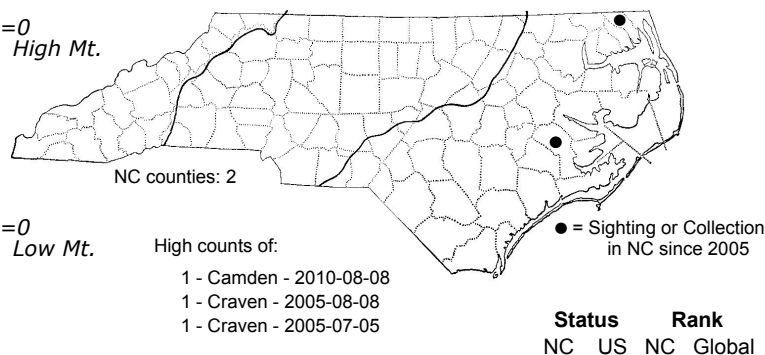 =0
High Mt.
NC counties: 2
=0
Low Mt.
High counts of:
1 - Camden - 2010-08-08
1 - Craven - 2005-08-08
1 - Craven - 2005-07-05
● = Sighting or Collection
in NC since 2005
Status Rank
NC US NC Global